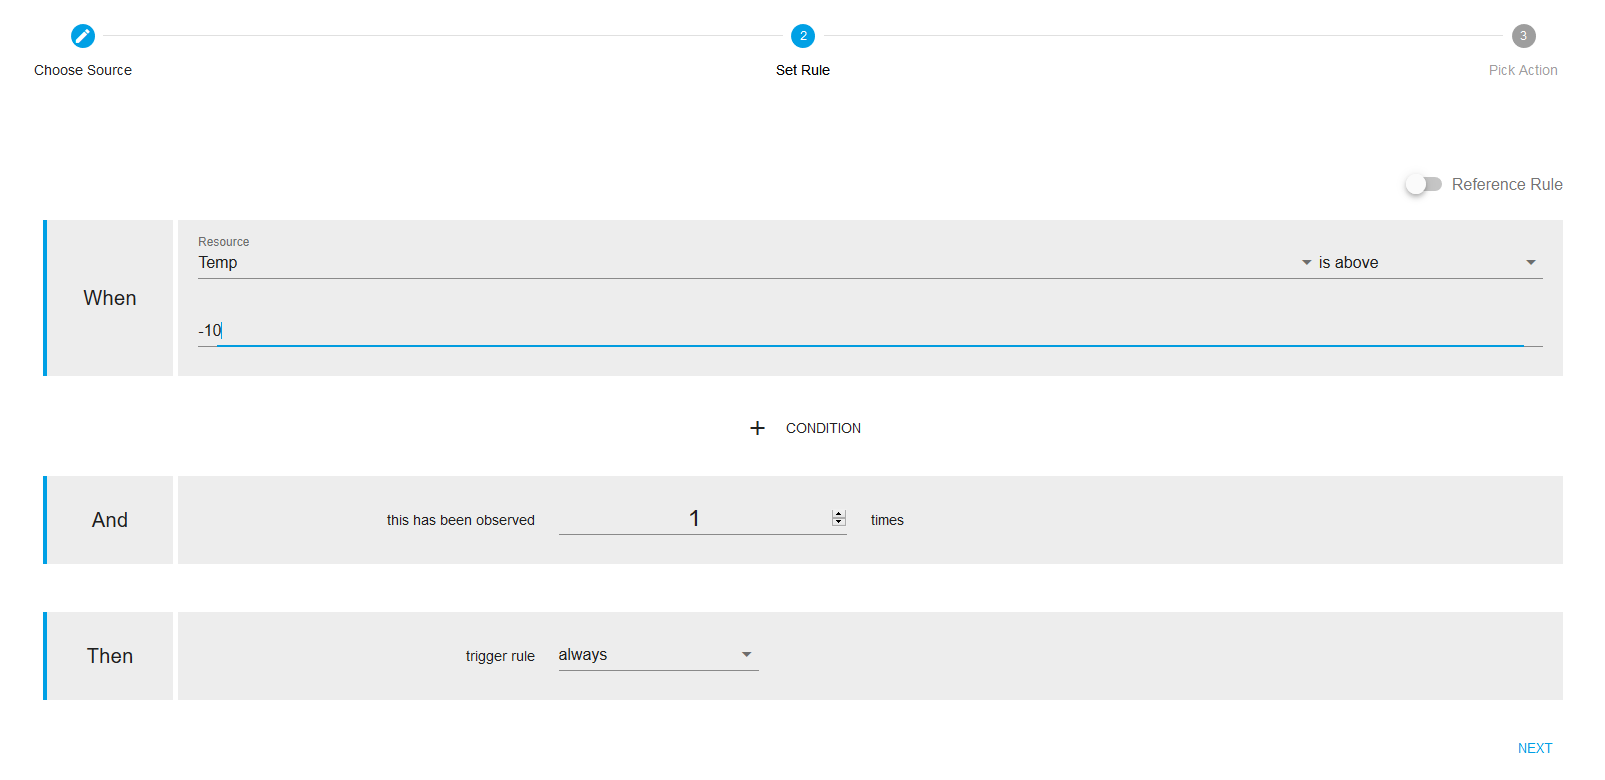 2
3
Choose Source
Set Rule
Pick Action
Reference Rule
When
Resource
Temp
is above
-10
+ CONDITION
And
this has been observed
1
times
Then
trigger rule
always
NEXT